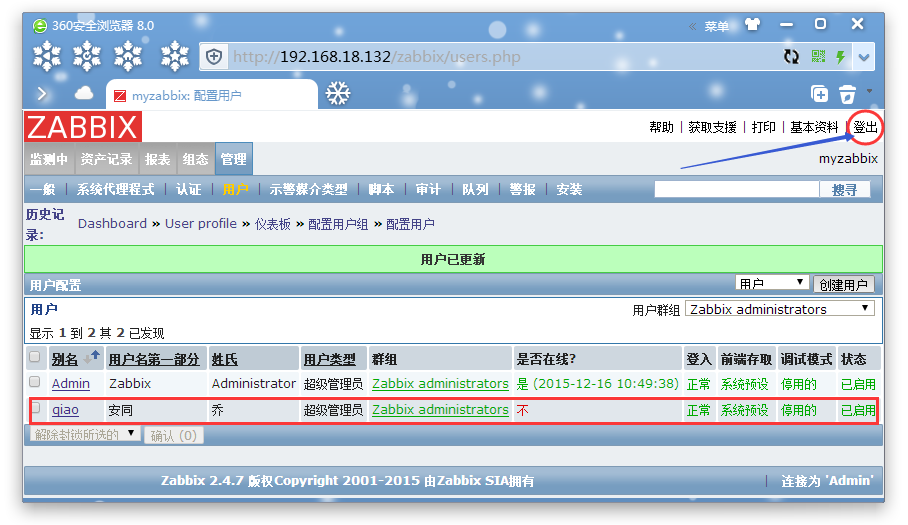 360安全浏览器 8.0 « 菜单
http://192.168.18.132/zabbix/users.php
myzabbix: 配置用户
ZABBIX
帮助 | 获取支援 | 打印 | 基本资料 | 登出
监测中 资产记录 报表 组态 管理 myzabbix
一般 | 系统代理程式 | 认证 | 用户 | 示警媒介类型 | 脚本 | 审计 | 队列 | 警报 | 安装 搜寻
历史记录: Dashboard » User profile » 仪表板 » 配置用户组 » 配置用户
用户已更新
用户配置 用户 创建用户
用户 用户群组 Zabbix administrators
显示 1 到 2 其 2 已发现
别名 用户名第一部分 姓氏 用户类型 群组 是否在线? 登入 前端存取 调试模式 状态
Admin Zabbix Administrator 超级管理员 Zabbix administrators 是 (2015-12-16 10:49:38) 正常 系统预设 停用的 已启用
qiao 安同 乔 超级管理员 Zabbix administrators 不 正常 系统预设 停用的 已启用
解除封锁所选的 确认 (0)
Zabbix 2.4.7 版权Copyright 2001-2015 由Zabbix SIA拥有 | 连接为 'Admin'